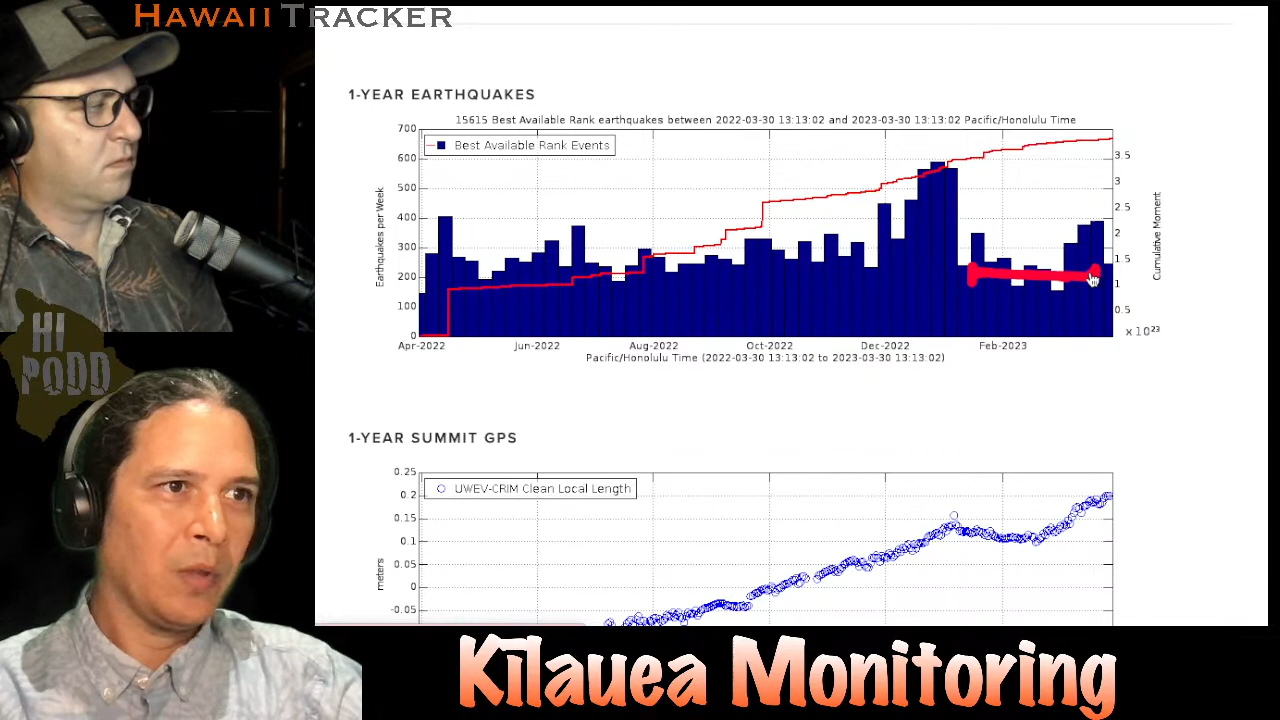 HAWAII TRACKER
1-YEAR EARTHQUAKES
15615 Best Available Rank earthquakes between 2022-03-30 13:13:02 and 2023-03-30 13:13:02 Pacific/Honolulu Time
Best Available Rank Events
700
600
500
400
300
200
100
0
Earthquakes per Week
3.5
3
2.5
2
1.5
1
0.5
x 10²³
Cumulative Moment
Apr-2022 Jun-2022 Aug-2022 Oct-2022 Dec-2022 Feb-2023
Pacific/Honolulu Time (2022-03-30 13:13:02 to 2023-03-30 13:13:02)
HI
PODD
1-YEAR SUMMIT GPS
UWEV-CRIM Clean Local Length
0.25
0.2
0.15
0.1
0.05
0
-0.05
meters
Kīlauea Monitoring